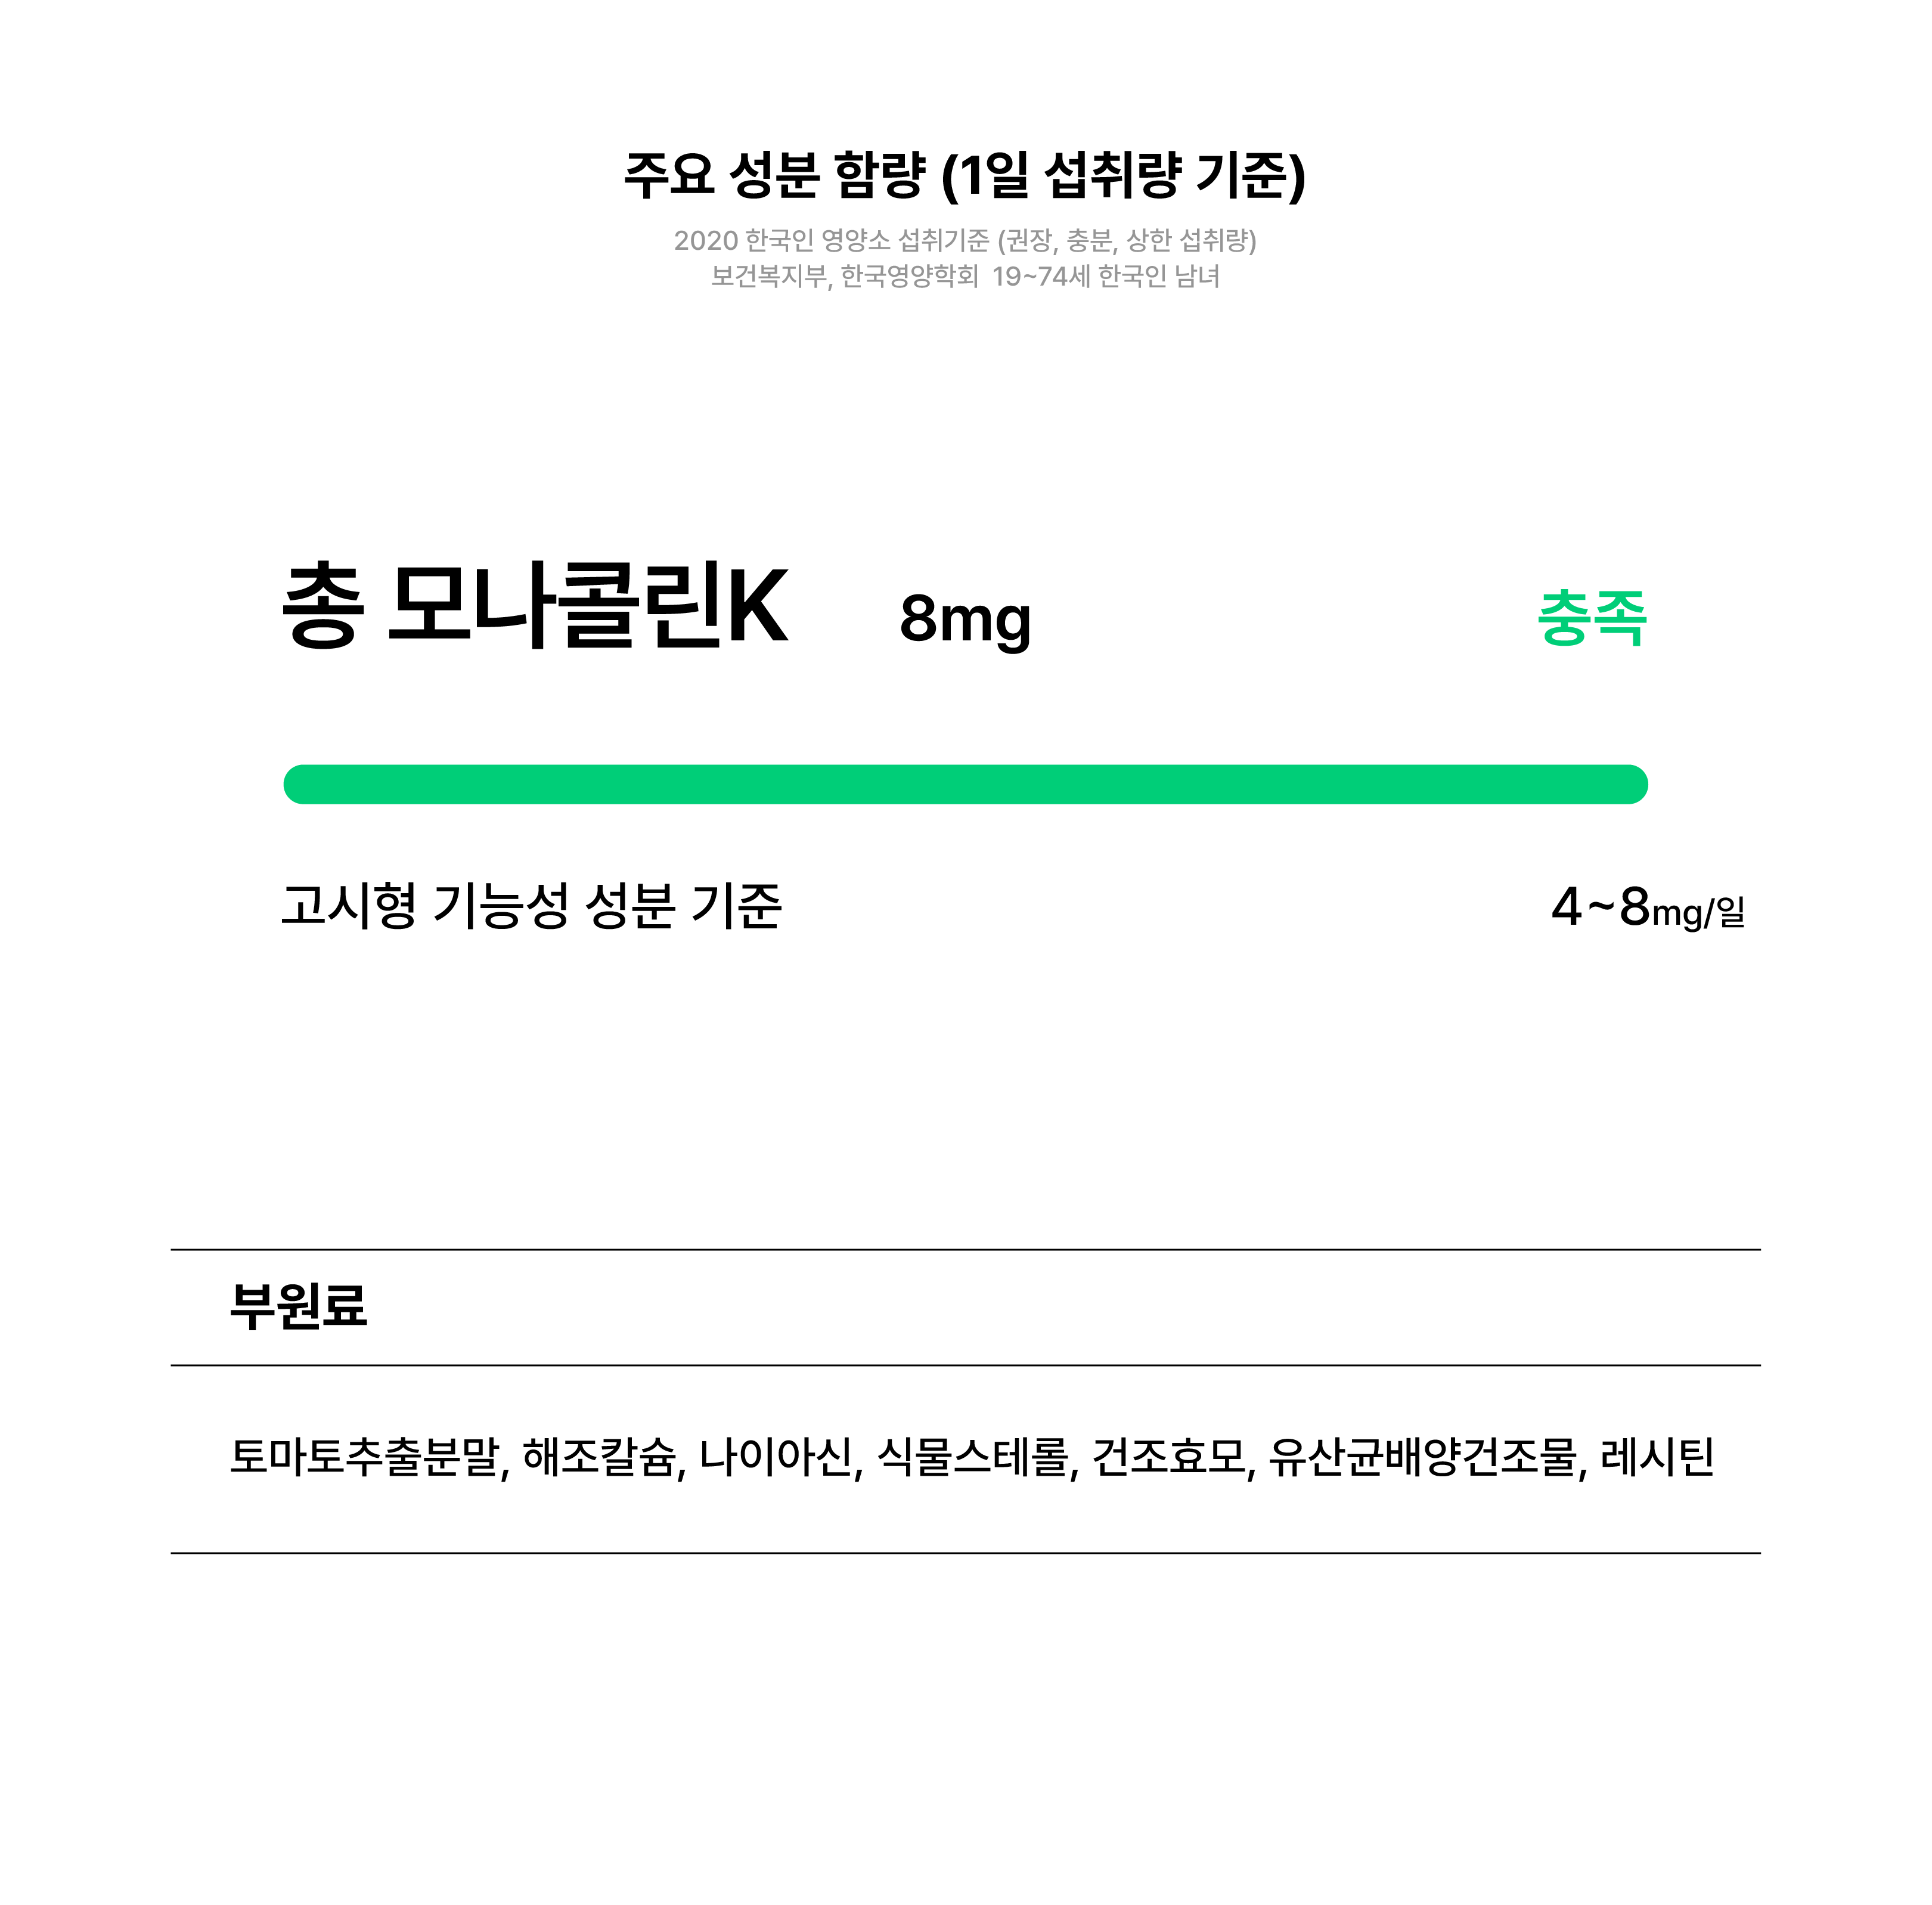 주요 성분 함량 (1일 섭취량 기준)
2020 한국인 영양소 섭취기준 (권장, 충분, 상한 섭취량)
보건복지부, 한국영양학회 19~74세 한국인 남녀
총 모나콜린K 8mg 충족
고시형 기능성 성분 기준 4~8mg/일
부원료
토마토추출분말, 해조칼슘, 나이아신, 식물스테롤, 건조효모, 유산균배양건조물, 레시틴